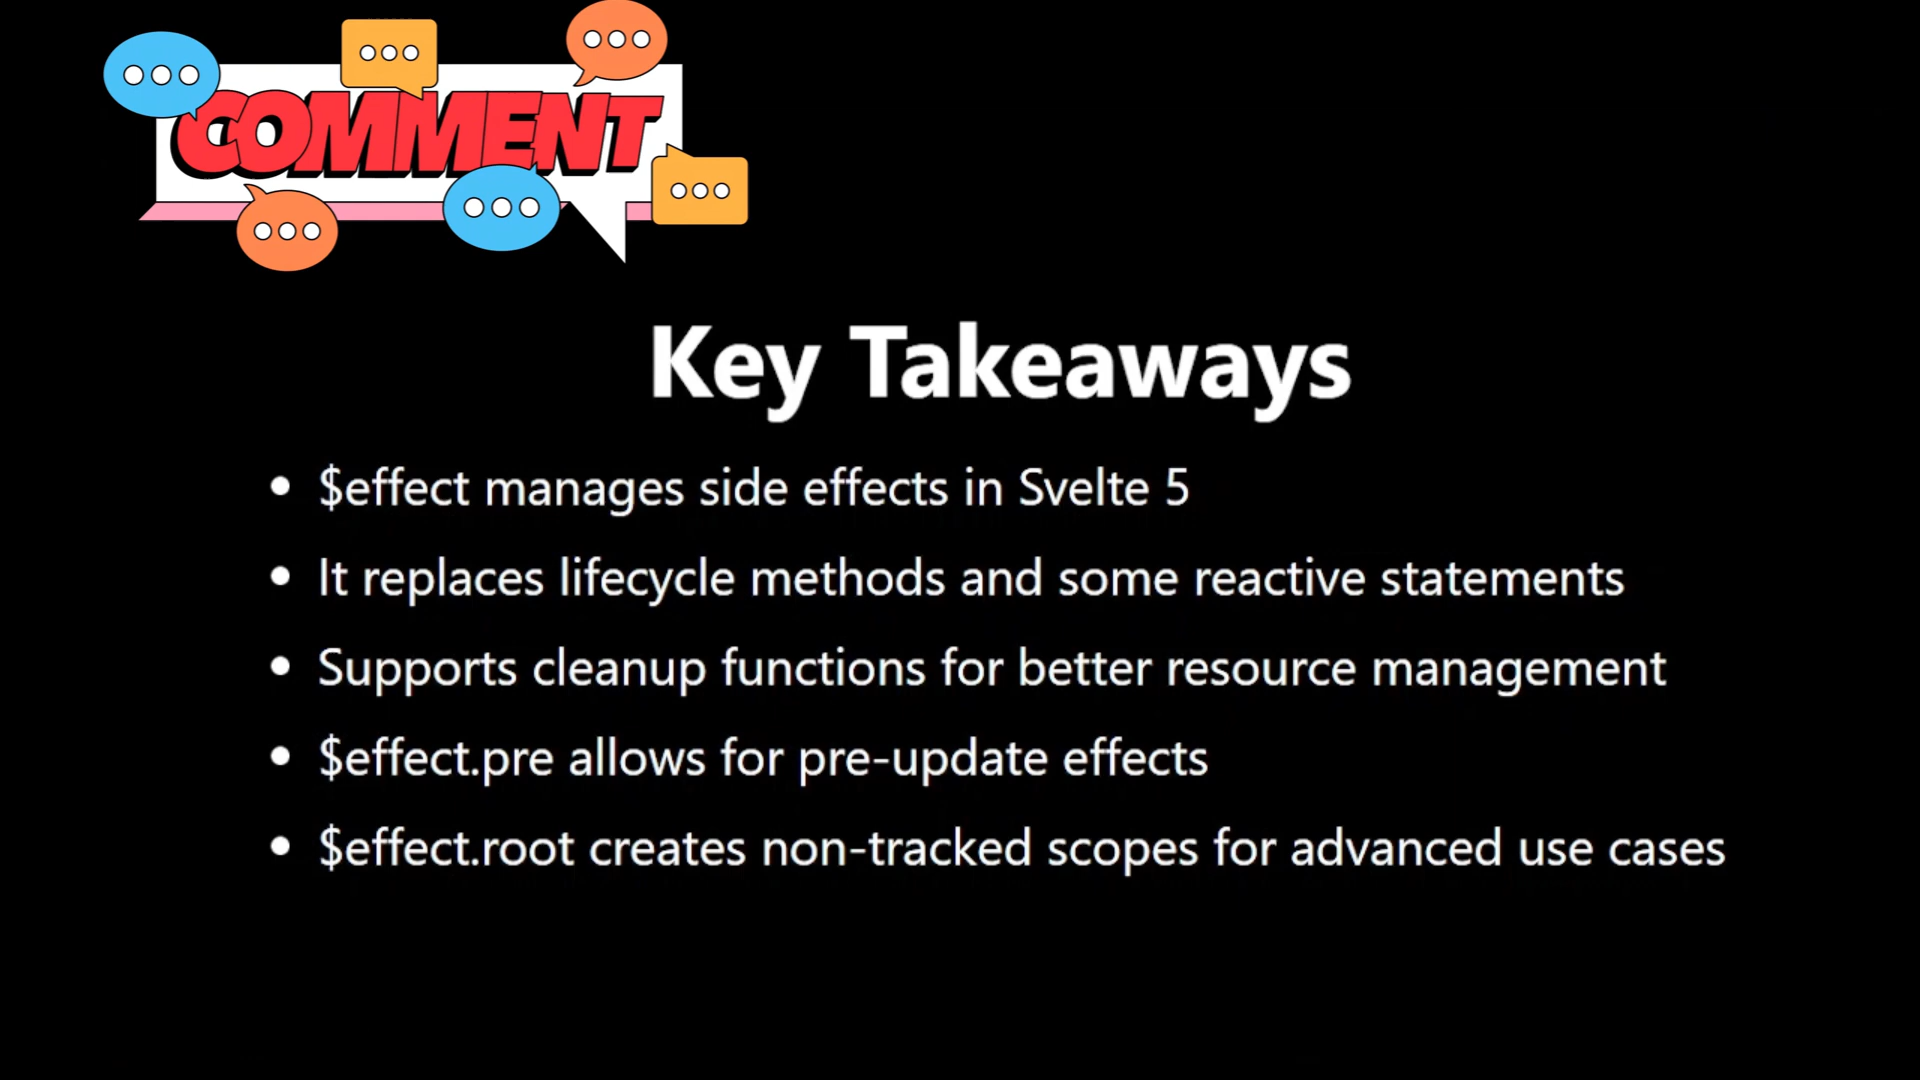 COMMENT
Key Takeaways
• $effect manages side effects in Svelte 5
• It replaces lifecycle methods and some reactive statements
• Supports cleanup functions for better resource management
• $effect.pre allows for pre-update effects
• $effect.root creates non-tracked scopes for advanced use cases